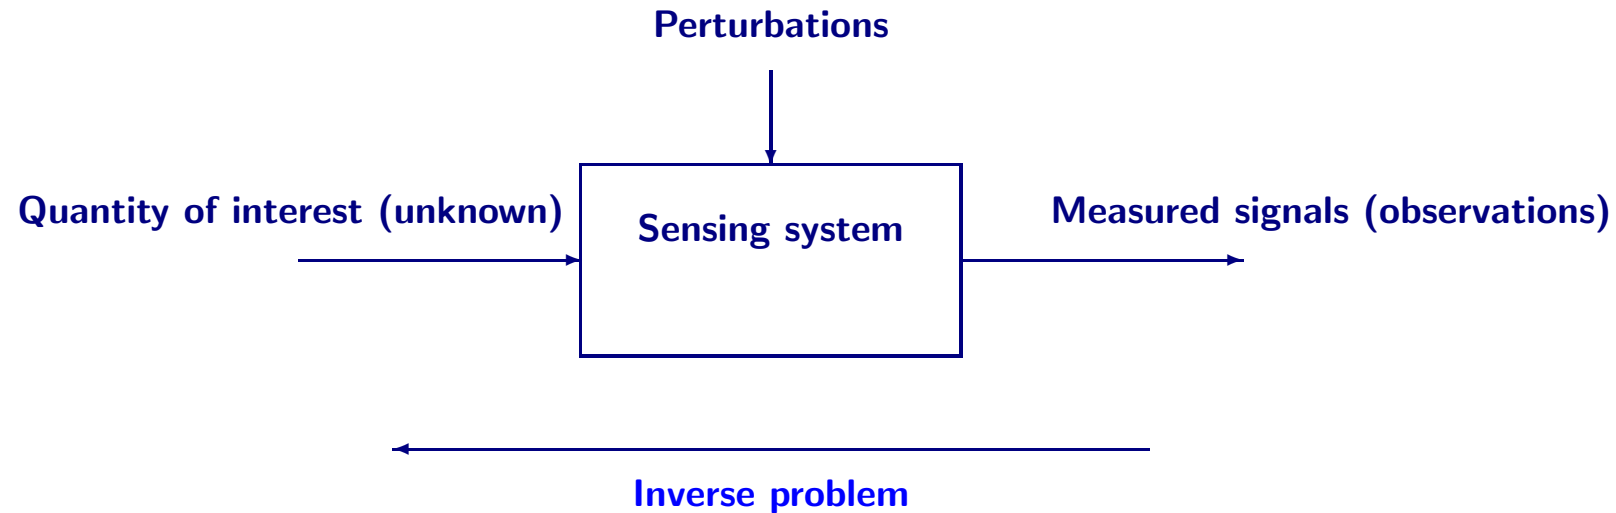 Perturbations
Quantity of interest (unknown)
Sensing system
Measured signals (observations)
Inverse problem